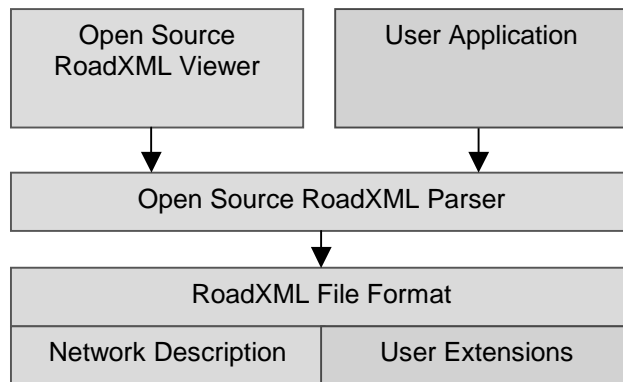 Open Source
RoadXML Viewer
User Application
Open Source RoadXML Parser
RoadXML File Format
Network Description
User Extensions